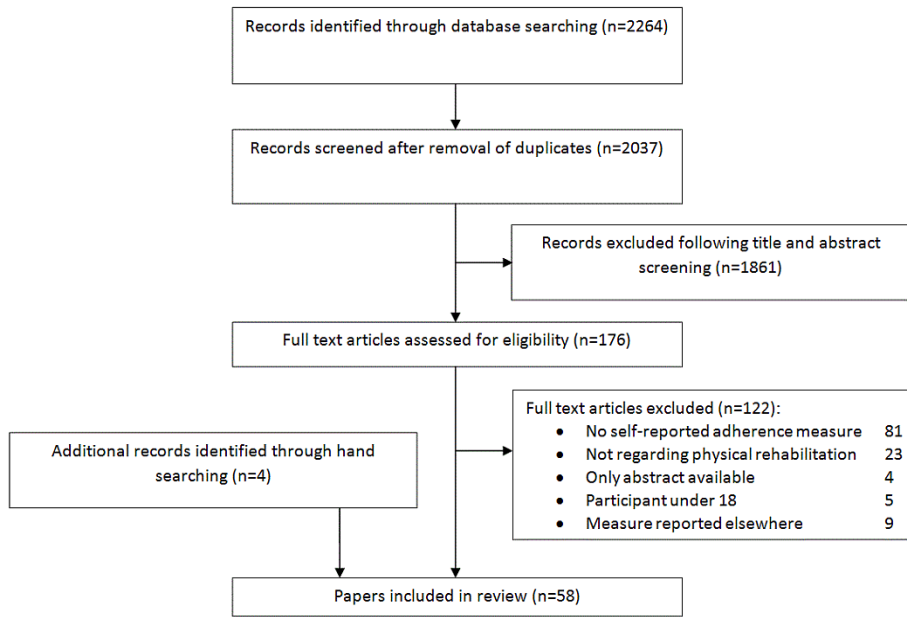 Records identified through database searching (n=2264)
Records screened after removal of duplicates (n=2037)
Records excluded following title and abstract
screening (n=1861)
Full text articles assessed for eligibility (n=176)
Full text articles excluded (n=122):
• No self-reported adherence measure 81
• Not regarding physical rehabilitation 23
• Only abstract available 4
• Participant under 18 5
• Measure reported elsewhere 9
Additional records identified through hand
searching (n=4)
Papers included in review (n=58)